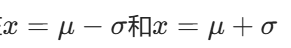 x = μ − σ和x = μ + σ